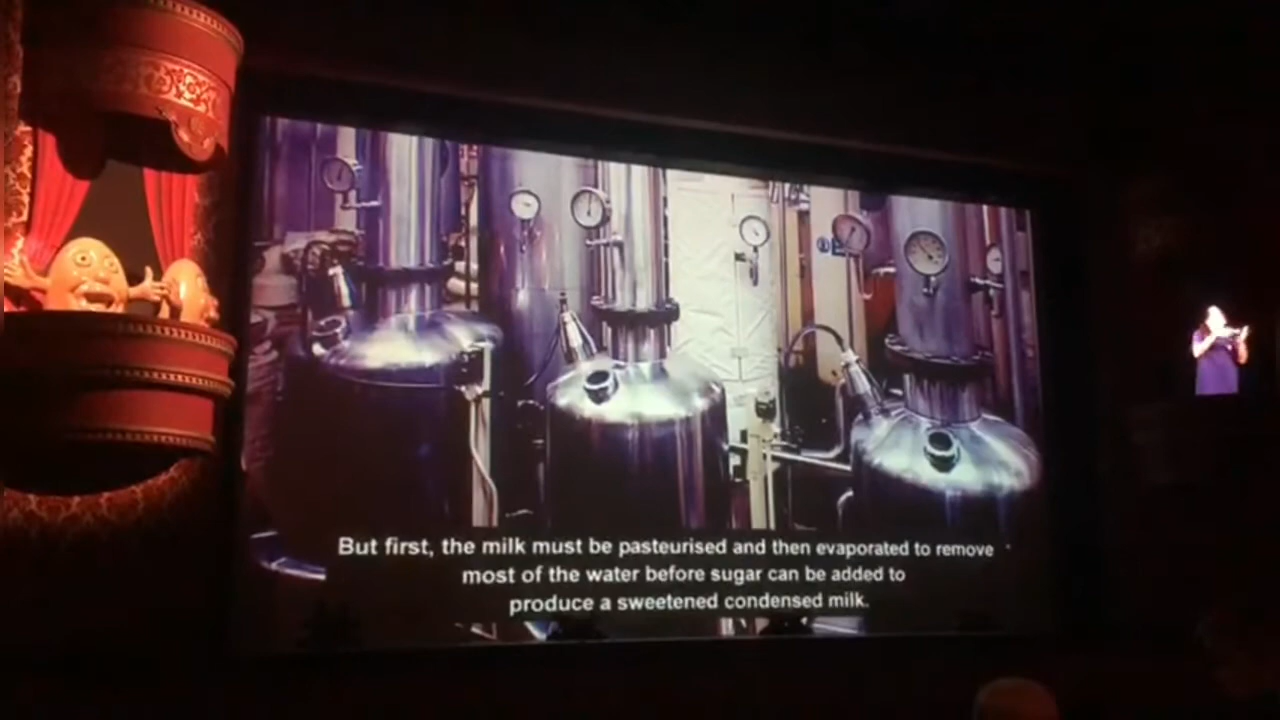 But first, the milk must be pasteurised and then evaporated to remove
most of the water before sugar can be added to
produce a sweetened condensed milk.